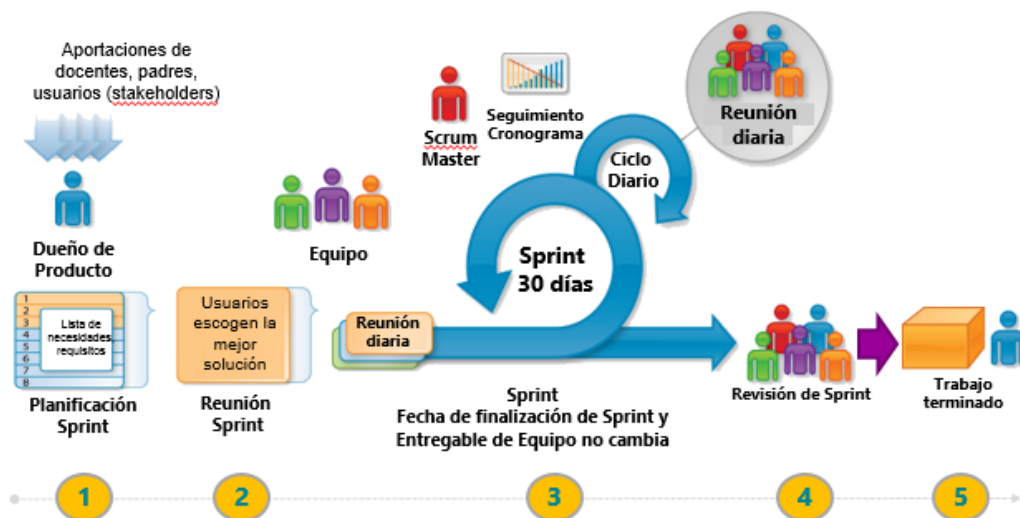 Aportaciones de
docentes, padres,
usuarios (stakeholders)
Dueño de
Producto
1
2
3
4
5
6
7
8
Lista de
necesidades,
requisitos
Planificación
Sprint
Usuarios
escogen la
mejor
solución
Reunión
Sprint
Equipo
Scrum
Master
Seguimiento
Cronograma
Ciclo
Diario
Reunión
diaria
Sprint
30 días
Reunión
diaria
Sprint
Fecha de finalización de Sprint y
Entregable de Equipo no cambia
Revisión de Sprint
Trabajo
terminado
1
2
3
4
5